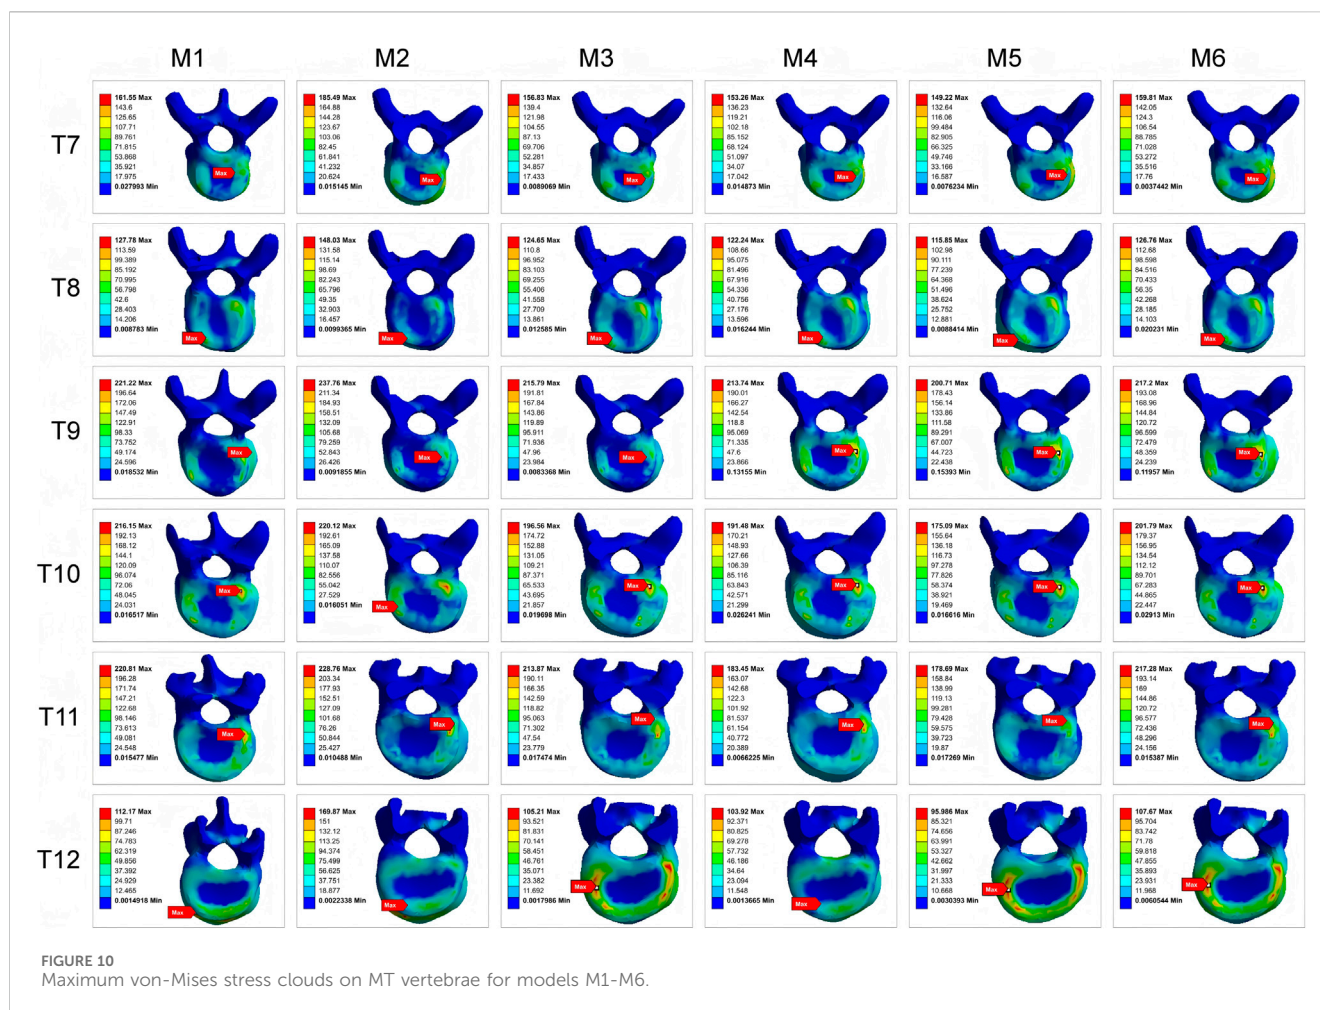 M1 M2 M3 M4 M5 M6
T7
161.55 Max
143.6
125.65
107.71
89.761
71.815
53.868
35.921
17.975
0.027993 Min
Max
185.49 Max
164.88
144.28
123.67
103.06
82.45
61.841
41.232
20.624
0.015145 Min
Max
156.83 Max
139.4
121.98
104.55
87.13
69.706
52.281
34.857
17.433
0.0089069 Min
Max
153.26 Max
136.23
119.21
102.18
85.152
68.124
51.097
34.07
17.042
0.014873 Min
Max
149.22 Max
132.64
116.06
99.484
82.905
66.325
49.746
33.166
16.587
0.0076234 Min
Max
159.81 Max
142.05
124.3
106.54
88.785
71.028
53.272
35.516
17.76
0.0037442 Min
Max
T8
127.78 Max
113.59
99.389
85.192
70.995
56.798
42.6
28.403
14.206
0.008783 Min
Max
148.03 Max
131.58
115.14
98.69
82.243
65.796
49.35
32.903
16.457
0.0099365 Min
Max
124.65 Max
110.8
96.952
83.103
69.255
55.406
41.558
27.709
13.861
0.012585 Min
Max
122.24 Max
108.66
95.075
81.496
67.916
54.336
40.756
27.176
13.596
0.016244 Min
Max
115.85 Max
102.98
90.111
77.239
64.368
51.496
38.624
25.752
12.881
0.0088414 Min
Max
126.76 Max
112.68
98.598
84.516
70.433
56.35
42.268
28.185
14.103
0.020231 Min
Max
T9
221.22 Max
196.64
172.06
147.49
122.91
98.33
73.752
49.174
24.596
0.018532 Min
Max
237.76 Max
211.34
184.93
158.51
132.09
105.68
79.259
52.843
26.426
0.0091855 Min
Max
215.79 Max
191.81
167.84
143.86
119.89
95.911
71.936
47.96
23.984
0.0083368 Min
Max
213.74 Max
190.01
166.27
142.54
118.8
95.069
71.335
47.6
23.866
0.13155 Min
Max
200.71 Max
178.43
156.14
133.86
111.58
89.291
67.007
44.723
22.438
0.15393 Min
Max
217.2 Max
193.08
168.96
144.84
120.72
96.599
72.479
48.359
24.239
0.11957 Min
Max
T10
216.15 Max
192.13
168.12
144.1
120.09
96.074
72.06
48.045
24.031
0.016517 Min
Max
220.12 Max
192.61
165.09
137.58
110.07
82.556
55.042
27.529
0.016051 Min
Max
196.56 Max
174.72
152.88
131.05
109.21
87.371
65.533
43.695
21.857
0.019698 Min
Max
191.48 Max
170.21
148.93
127.66
106.39
85.116
63.843
42.571
21.299
0.026241 Min
Max
175.09 Max
155.64
136.18
116.73
97.278
77.826
58.374
38.921
19.469
0.016616 Min
Max
201.79 Max
179.37
156.95
134.54
112.12
89.701
67.283
44.865
22.447
0.02913 Min
Max
T11
220.81 Max
196.28
171.74
147.21
122.68
98.146
73.613
49.081
24.548
0.015477 Min
Max
228.76 Max
203.34
177.93
152.51
127.09
101.68
76.26
50.844
25.427
0.010488 Min
Max
213.87 Max
190.11
166.35
142.59
118.82
95.063
71.302
47.54
23.779
0.017474 Min
Max
183.45 Max
163.07
142.68
122.3
101.92
81.537
61.154
40.772
20.389
0.0066225 Min
Max
178.69 Max
158.84
138.99
119.13
99.281
79.428
59.575
39.723
19.87
0.017269 Min
Max
217.28 Max
193.14
169
144.86
120.72
96.577
72.436
48.296
24.156
0.015387 Min
Max
T12
112.17 Max
99.71
87.246
74.783
62.319
49.856
37.392
24.929
12.465
0.0014918 Min
Max
169.87 Max
151
132.12
113.25
94.374
75.499
56.625
37.751
18.877
0.0022338 Min
Max
105.21 Max
93.521
81.831
70.141
58.451
46.761
35.071
23.382
11.692
0.0017986 Min
Max
103.92 Max
92.371
80.825
69.278
57.732
46.186
34.64
23.094
11.548
0.0013665 Min
Max
95.986 Max
85.321
74.656
63.991
53.327
42.662
31.997
21.333
10.668
0.0030393 Min
Max
107.67 Max
95.704
83.742
71.78
59.818
47.855
35.893
23.931
11.968
0.0060544 Min
Max
FIGURE 10
Maximum von-Mises stress clouds on MT vertebrae for models M1-M6.